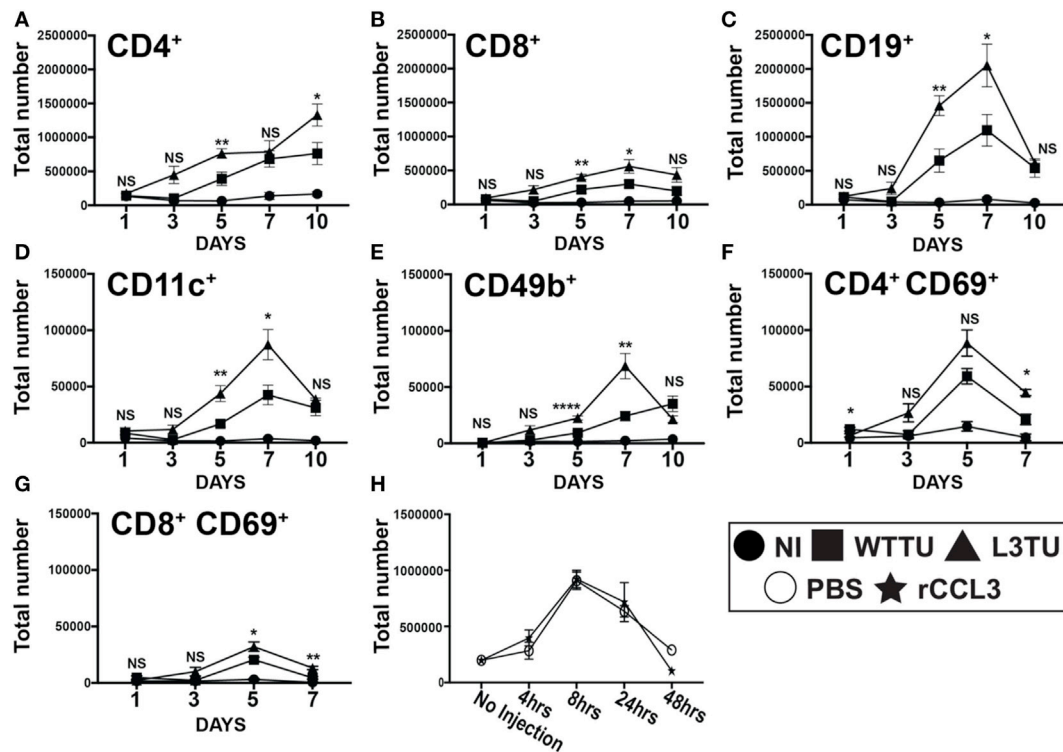 A
CD4+
Total number
2500000
2000000
1500000
1000000
500000
0
NS
NS
**
NS
*
1 3 5 7 10
DAYS
B
CD8+
Total number
2500000
2000000
1500000
1000000
500000
0
NS
NS
**
*
NS
1 3 5 7 10
DAYS
C
CD19+
Total number
2500000
2000000
1500000
1000000
500000
0
NS
NS
**
*
NS
1 3 5 7 10
DAYS
D
CD11c+
Total number
150000
100000
50000
0
NS
NS
**
*
NS
1 3 5 7 10
DAYS
E
CD49b+
Total number
150000
100000
50000
0
NS
NS
****
**
NS
1 3 5 7 10
DAYS
F
CD4+ CD69+
Total number
150000
100000
50000
0
*
NS
NS
*
1 3 5 7
DAYS
G
CD8+ CD69+
Total number
150000
100000
50000
0
NS
NS
*
**
1 3 5 7
DAYS
H
Total number
1500000
1000000
500000
0
No Injection 4hrs 8hrs 24hrs 48hrs
NI WTTU L3TU
PBS rCCL3